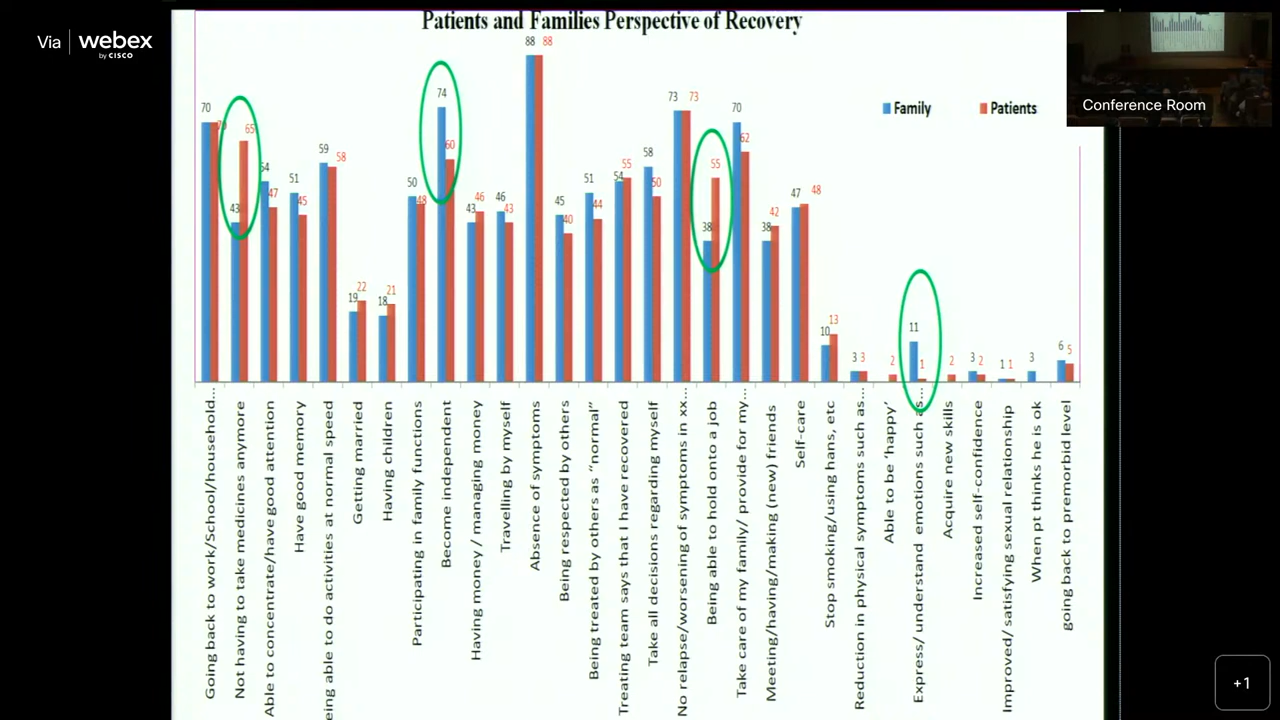 Via webex
by CISCO
Patients and Families Perspective of Recovery
Conference Room
Family
Patients
70
70
43
65
54
47
51
45
59
58
19
22
18
21
50
48
74
60
43
46
46
43
88
88
45
40
51
44
54
55
58
50
73
73
38
55
70
62
38
42
47
48
10
13
3
3
2
11
1
2
3
2
1
1
3
6
5
Going back to work/School/household...
Not having to take medicines anymore
Able to concentrate/have good attention
Have good memory
eing able to do activities at normal speed
Getting married
Having children
Participating in family functions
Become independent
Having money / managing money
Travelling by myself
Absence of symptoms
Being respected by others
Being treated by others as "normal"
Treating team says that I have recovered
Take all decisions regarding myself
No relapse/worsening of symptoms in xx...
Being able to hold onto a job
Take care of my family/ provide for my...
Meeting/having/making (new) friends
Self-care
Stop smoking/using hans, etc
Reduction in physical symptoms such as...
Able to be 'happy'
Express/ understand emotions such as...
Acquire new skills
Increased self-confidence
Improved/ satisfying sexual relationship
When pt thinks he is ok
going back to premorbid level
+1